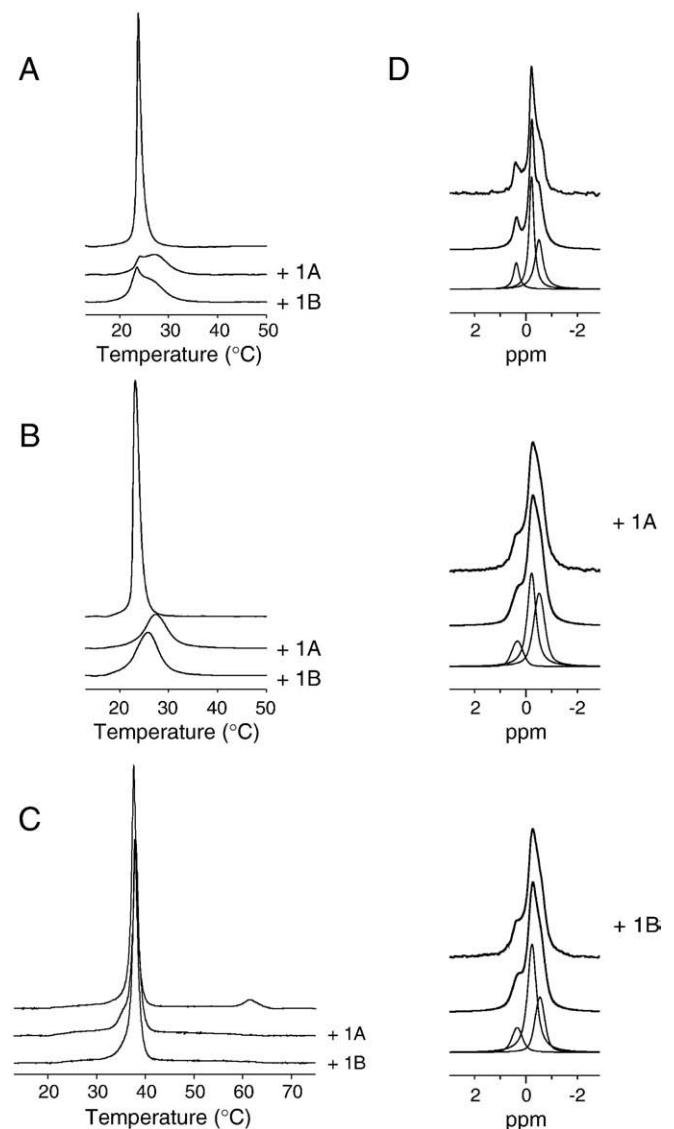 A
+ 1A
+ 1B
20 30 40 50
Temperature (°C)
B
+ 1A
+ 1B
20 30 40 50
Temperature (°C)
C
+ 1A
+ 1B
20 30 40 50 60 70
Temperature (°C)
D
2 0 -2
ppm
+ 1A
2 0 -2
ppm
+ 1B
2 0 -2
ppm